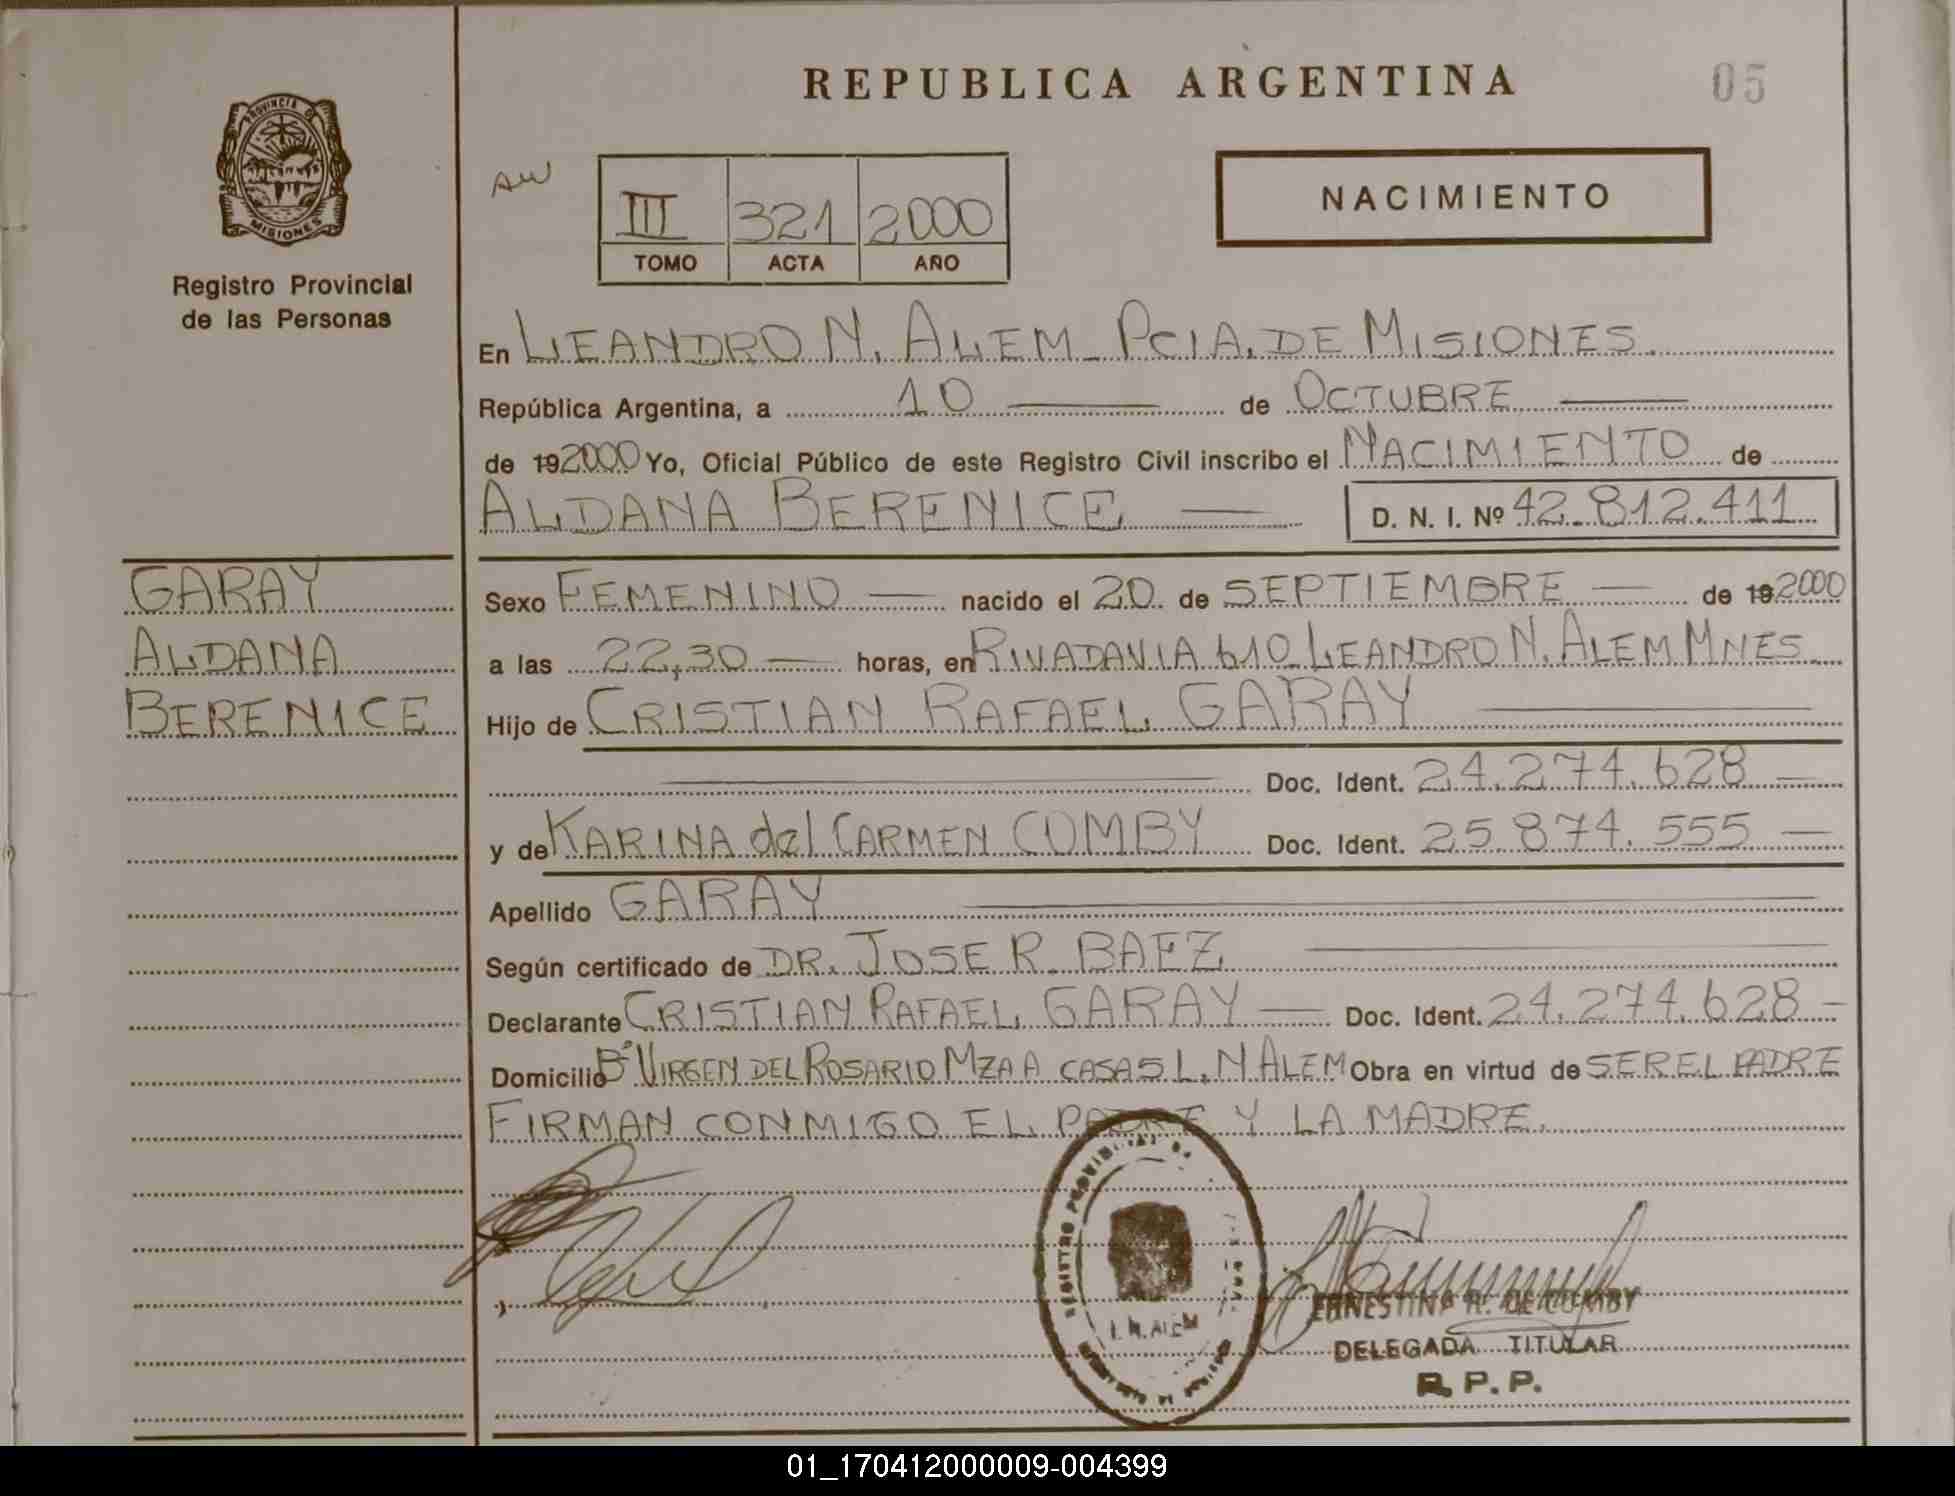 REPUBLICA ARGENTINA
05
PROVINCIA DE
MISIONES
Registro Provincial
de las Personas
III 321 2000
TOMO ACTA AÑO
NACIMIENTO
En LEANDRO N. ALEM - PCIA. DE MISIONES.
República Argentina, a 10 de OCTUBRE
de 192000 Yo, Oficial Público de este Registro Civil inscribo el NACIMIENTO de
ALDANA BERENICE
D. N. I. Nº 42.812.411
GARAY
ALDANA
BERENICE
Sexo FEMENINO nacido el 20 de SEPTIEMBRE de 192000
a las 22,30 horas, en RIVADAVIA 610 LEANDRO N. ALEM MNES
Hijo de CRISTIAN RAFAEL GARAY
Doc. Ident. 24.274.628
y de KARINA del CARMEN COMBY Doc. Ident. 25.874.555
Apellido GARAY
Según certificado de DR. JOSE R. BAEZ
Declarante CRISTIAN RAFAEL GARAY Doc. Ident. 24.274.628
Domicilio Bº VIRGEN DEL ROSARIO MZA A CASA 5 L. N ALEM Obra en virtud de SER EL PADRE
FIRMAN CONMIGO EL PADRE Y LA MADRE.
REGISTRO PROVINCIAL DE
L. N. ALEM
ERNESTINA R. DE COMBY
DELEGADA TITULAR
R. P. P.
01_170412000009-004399